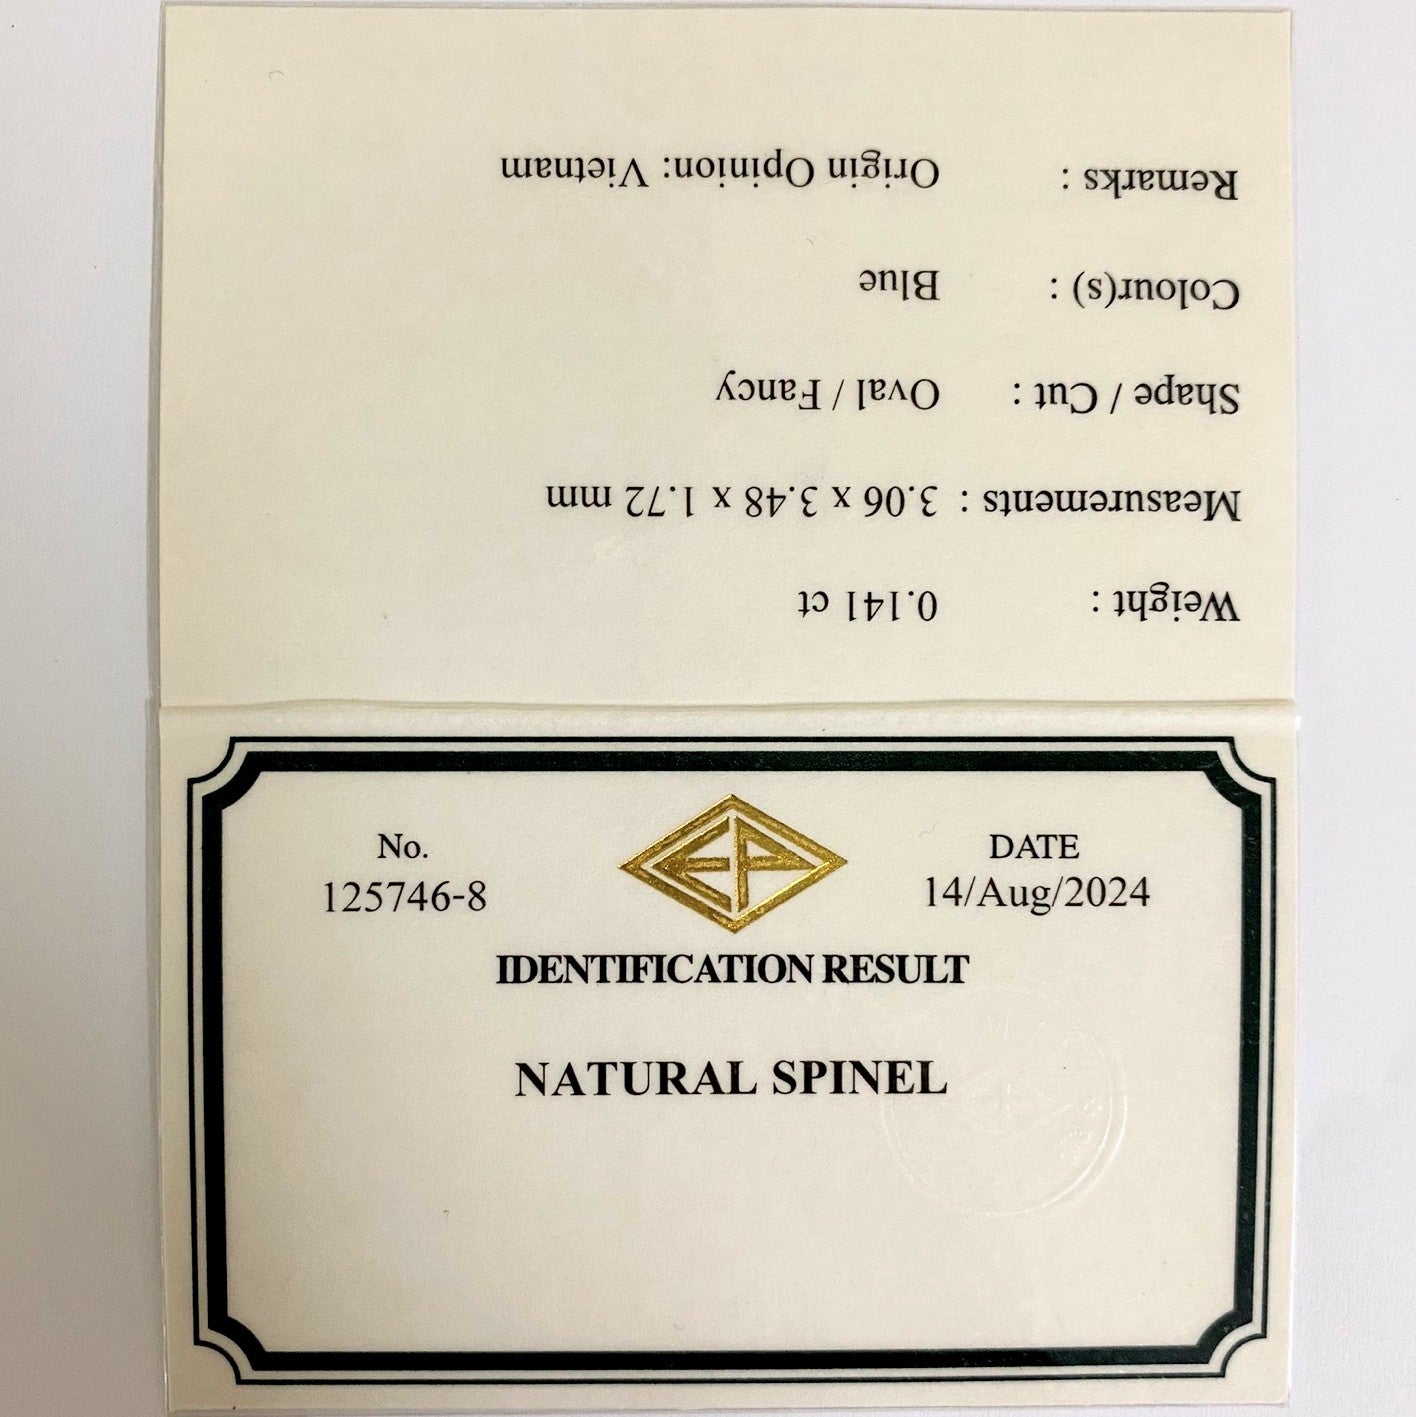 No.
125746-8
EP
DATE
14/Aug/2024
IDENTIFICATION RESULT
NATURAL SPINEL
Weight : 0.141 ct
Measurements : 3.06 x 3.48 x 1.72 mm
Shape / Cut : Oval / Fancy
Colour(s) : Blue
Remarks : Origin Opinion: Vietnam